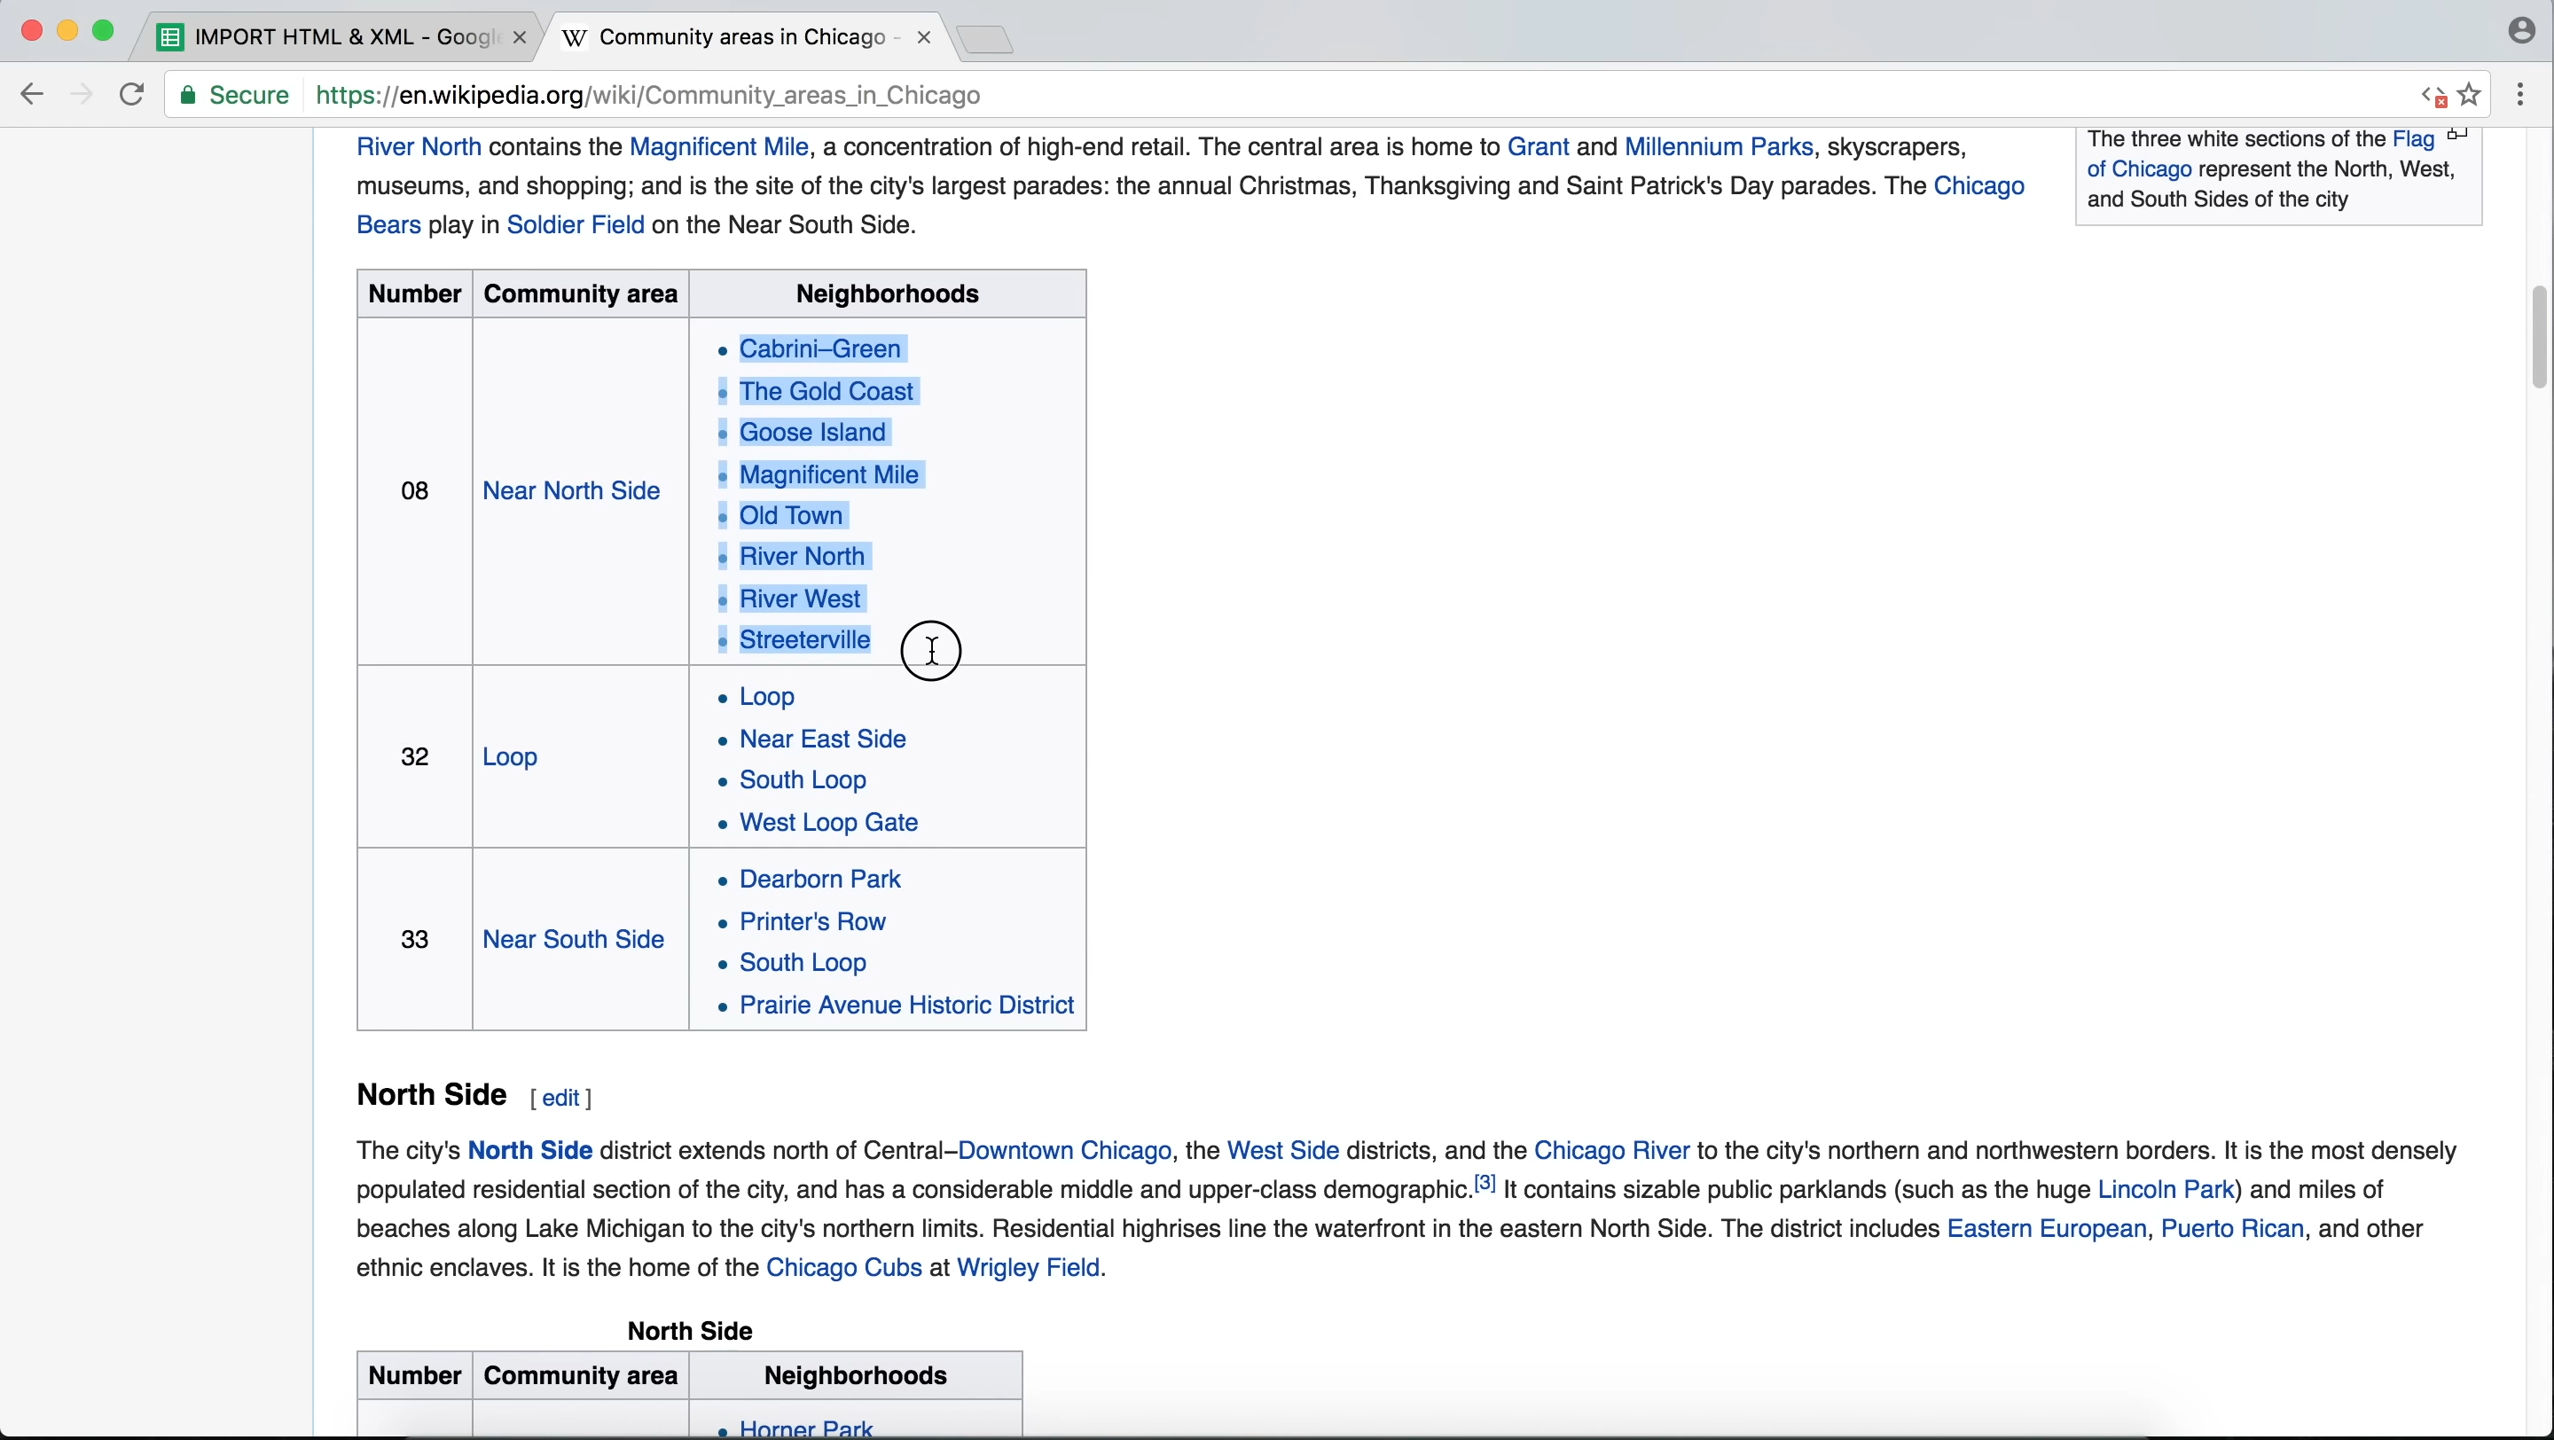 IMPORT HTML & XML - Google
Community areas in Chicago -
Secure https://en.wikipedia.org/wiki/Community_areas_in_Chicago
River North contains the Magnificent Mile, a concentration of high-end retail. The central area is home to Grant and Millennium Parks, skyscrapers,
museums, and shopping; and is the site of the city's largest parades: the annual Christmas, Thanksgiving and Saint Patrick's Day parades. The Chicago
Bears play in Soldier Field on the Near South Side.
The three white sections of the Flag
of Chicago represent the North, West,
and South Sides of the city
Number Community area Neighborhoods
08 Near North Side
• Cabrini–Green
• The Gold Coast
• Goose Island
• Magnificent Mile
• Old Town
• River North
• River West
• Streeterville
32 Loop
• Loop
• Near East Side
• South Loop
• West Loop Gate
33 Near South Side
• Dearborn Park
• Printer's Row
• South Loop
• Prairie Avenue Historic District
North Side [ edit ]
The city's North Side district extends north of Central–Downtown Chicago, the West Side districts, and the Chicago River to the city's northern and northwestern borders. It is the most densely
populated residential section of the city, and has a considerable middle and upper-class demographic.[3] It contains sizable public parklands (such as the huge Lincoln Park) and miles of
beaches along Lake Michigan to the city's northern limits. Residential highrises line the waterfront in the eastern North Side. The district includes Eastern European, Puerto Rican, and other
ethnic enclaves. It is the home of the Chicago Cubs at Wrigley Field.
North Side
Number Community area Neighborhoods
• Horner Park